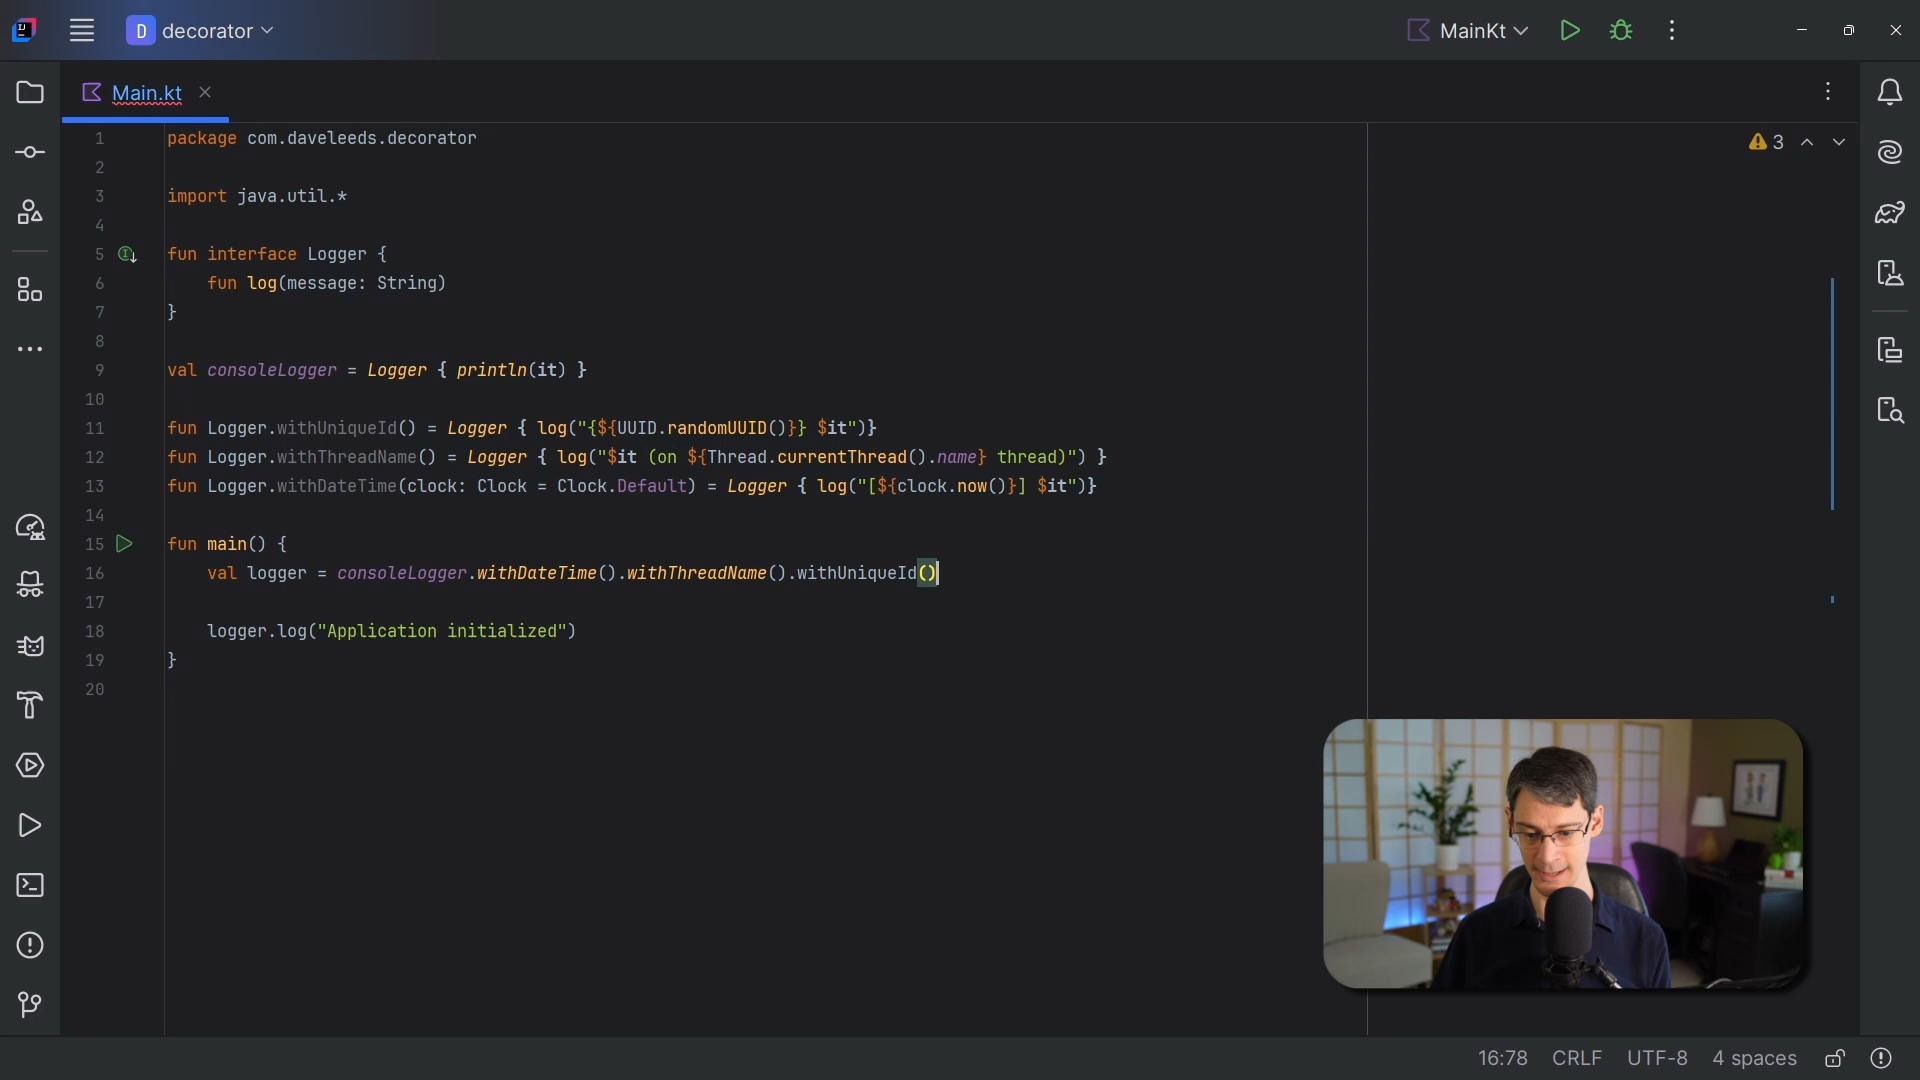 D decorator
MainKt
Main.kt
3
1 package com.daveleeds.decorator
2
3 import java.util.*
4
5 fun interface Logger {
6     fun log(message: String)
7 }
8
9 val consoleLogger = Logger { println(it) }
10
11 fun Logger.withUniqueId() = Logger { log("{${UUID.randomUUID()}} $it")}
12 fun Logger.withThreadName() = Logger { log("$it (on ${Thread.currentThread().name} thread)") }
13 fun Logger.withDateTime(clock: Clock = Clock.Default) = Logger { log("[${clock.now()}] $it")}
14
15 fun main() {
16     val logger = consoleLogger.withDateTime().withThreadName().withUniqueId()
17
18     logger.log("Application initialized")
19 }
20
16:78 CRLF UTF-8 4 spaces